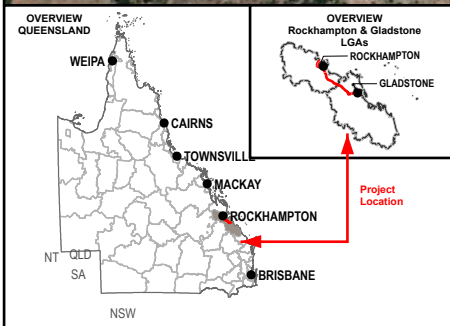 OVERVIEW
QUEENSLAND
WEIPA
CAIRNS
TOWNSVILLE
MACKAY
ROCKHAMPTON
BRISBANE
NT
QLD
SA
NSW
OVERVIEW
Rockhampton & Gladstone
LGAs
ROCKHAMPTON
GLADSTONE
Project
Location